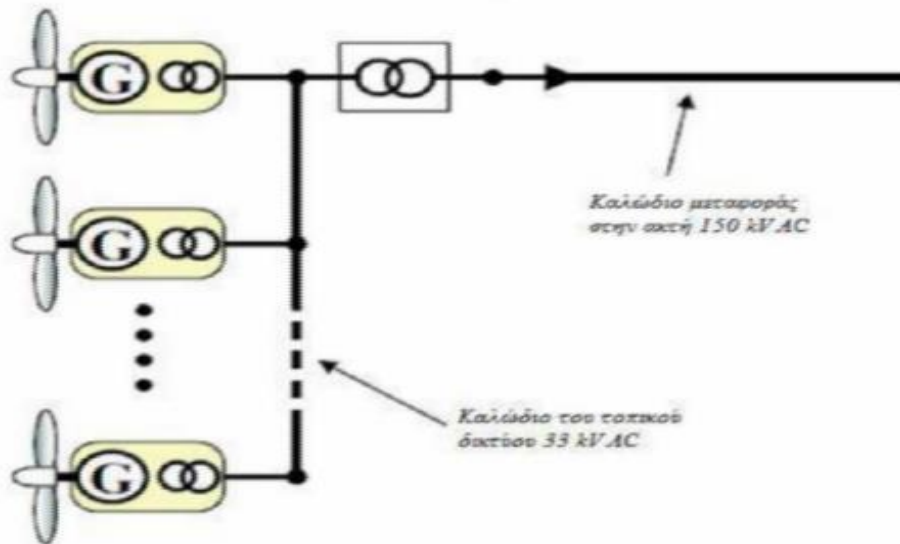 G
Καλώδιο μεταφοράς
στην ακτή 150 kV AC
G
Καλώδιο του τοπικού
δικτύου 33 kV AC
G